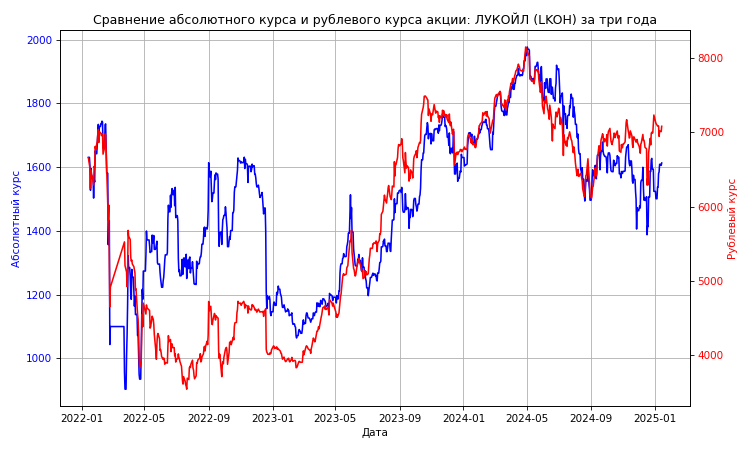 Сравнение абсолютного курса и рублевого курса акции: ЛУКОЙЛ (LKOH) за три года
2000
1800
1600
1400
1200
1000
Абсолютный курс
8000
7000
6000
5000
4000
Рублевый курс
2022-01 2022-05 2022-09 2023-01 2023-05 2023-09 2024-01 2024-05 2024-09 2025-01
Дата